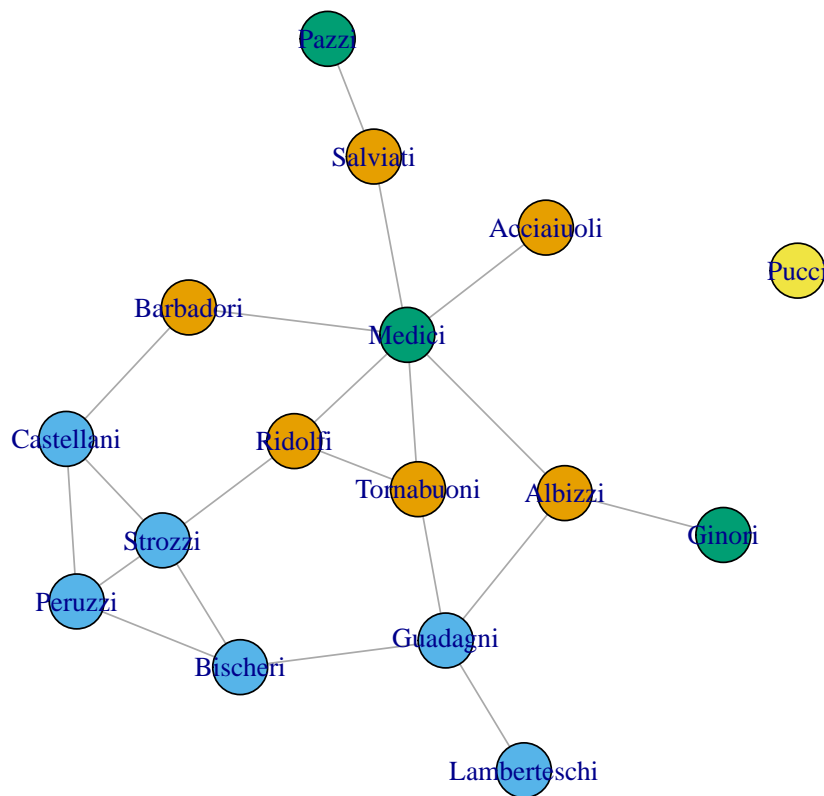 Pazzi
Salviati
Acciaiuoli
Pucci
Barbadori
Medici
Castellani
Ridolfi
Tornabuoni
Albizzi
Strozzi
Ginori
Peruzzi
Guadagni
Bischeri
Lamberteschi